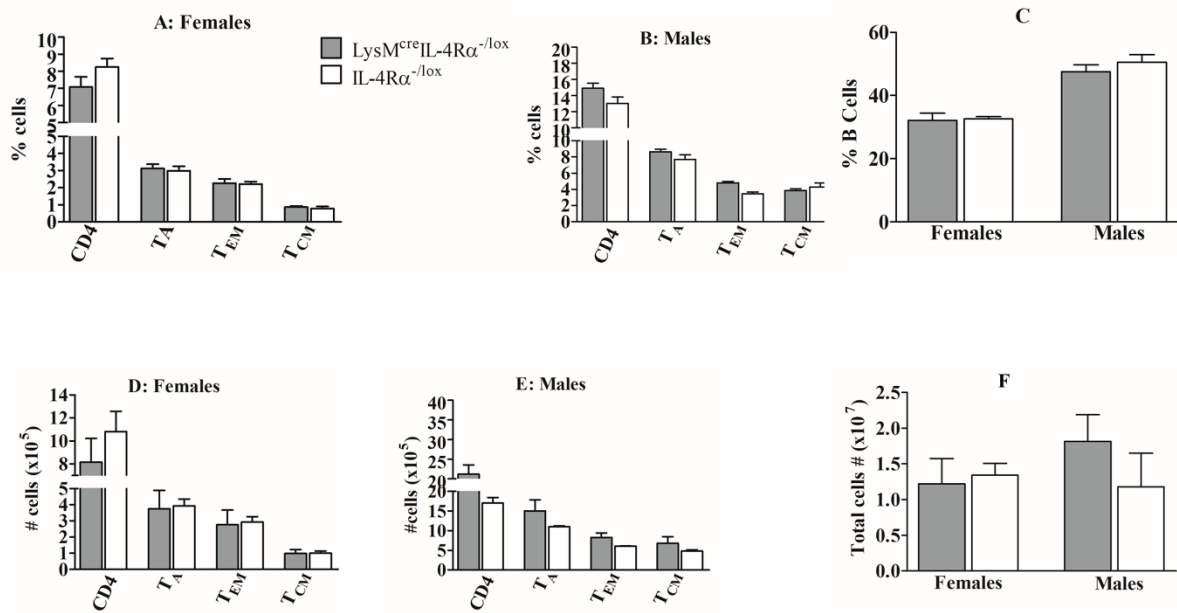 A: Females
10
9
8
7
6
5
5
4
3
2
1
0
% cells
CD4
TA
T_EM
T_CM
LysM^creIL-4Rα^-/lox
IL-4Rα^-/lox
B: Males
20
18
16
14
12
10
10
8
6
4
2
0
% cells
CD4
T_A
T_EM
T_CM
C
60
40
20
0
% B Cells
Females
Males
D: Females
14
12
10
8
5
4
3
2
1
0
# cells (x10^5)
CD4
T_A
T_EM
T_CM
E: Males
40
35
30
25
20
20
15
10
5
0
#cells (x10^5)
CD4
T_A
T_EM
T_CM
F
2.5
2.0
1.5
1.0
0.5
0.0
Total cells # (x10^7)
Females
Males